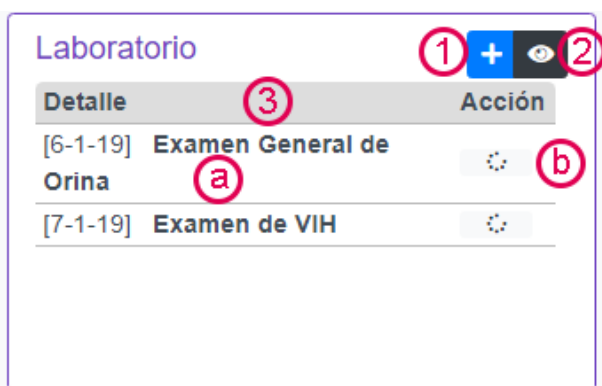 Laboratorio 1 + 2
Detalle 3 Acción
[6-1-19] Examen General de
Orina a b
[7-1-19] Examen de VIH